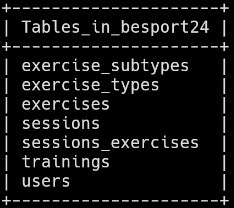 Tables_in_besport24
exercise_subtypes
exercise_types
exercises
sessions
sessions_exercises
trainings
users